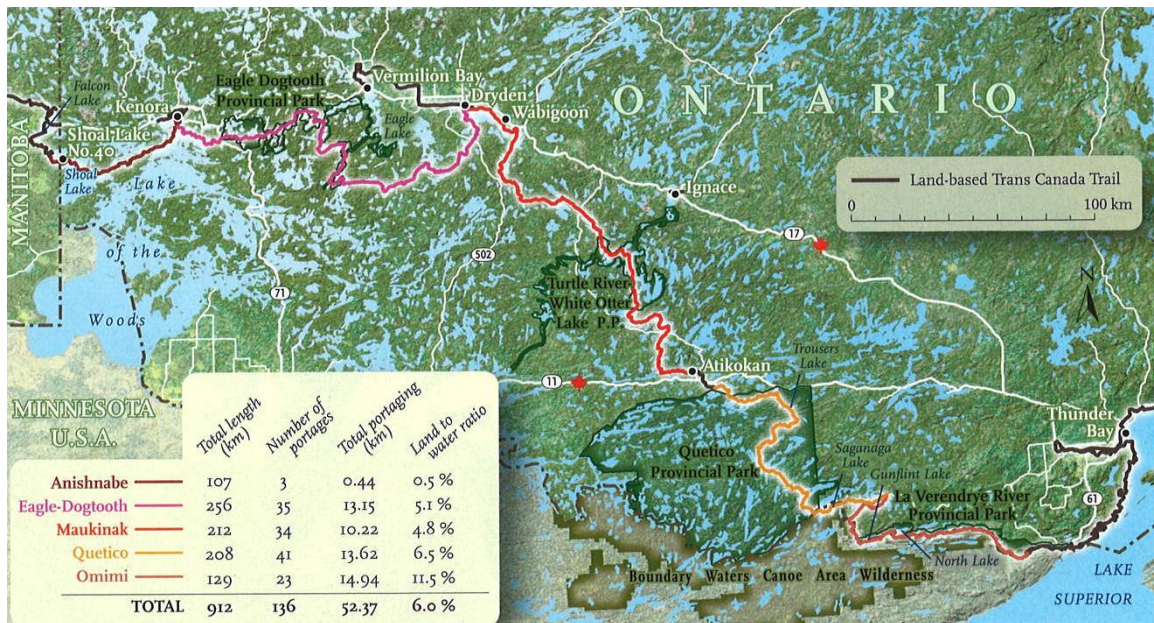 ONTARIO
MANITOBA
MINNESOTA
U.S.A.
Falcon
Lake
Kenora
Shoal Lake
No.40
Shoal
Lake
Lake
of the
Woods
Eagle Dogtooth
Provincial Park
Vermilion Bay
Eagle
Lake
Dryden
Wabigoon
Ignace
Land-based Trans Canada Trail
0
100 km
17
502
71
Turtle River-
White Otter
Lake P.P.
N
11
Atikokan
Trousers
Lake
Thunder
Bay
Quetico
Provincial Park
Saganaga
Lake
Gunflint Lake
La Verendrye River
Provincial Park
61
North Lake
Boundary Waters Canoe Area Wilderness
LAKE
SUPERIOR
Total length (km) Number of portages Total portaging (km) Land to water ratio
Anishnabe 107 3 0.44 0.5 %
Eagle-Dogtooth 256 35 13.15 5.1 %
Maukinak 212 34 10.22 4.8 %
Quetico 208 41 13.62 6.5 %
Omimi 129 23 14.94 11.5 %
TOTAL 912 136 52.37 6.0 %